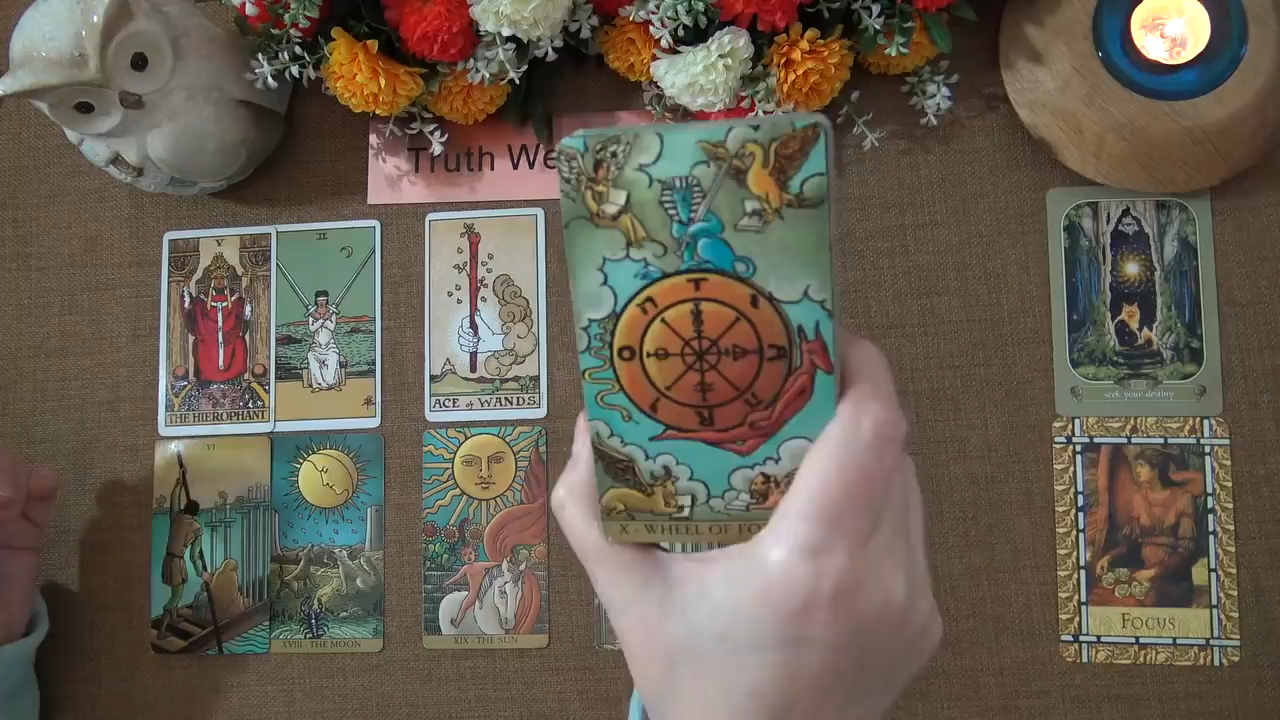 Truth We
V
THE HIEROPHANT
II
ACE of WANDS.
VI
XVIII · THE MOON
XIX · THE SUN
X · WHEEL OF FO
seek your destiny
FOCUS